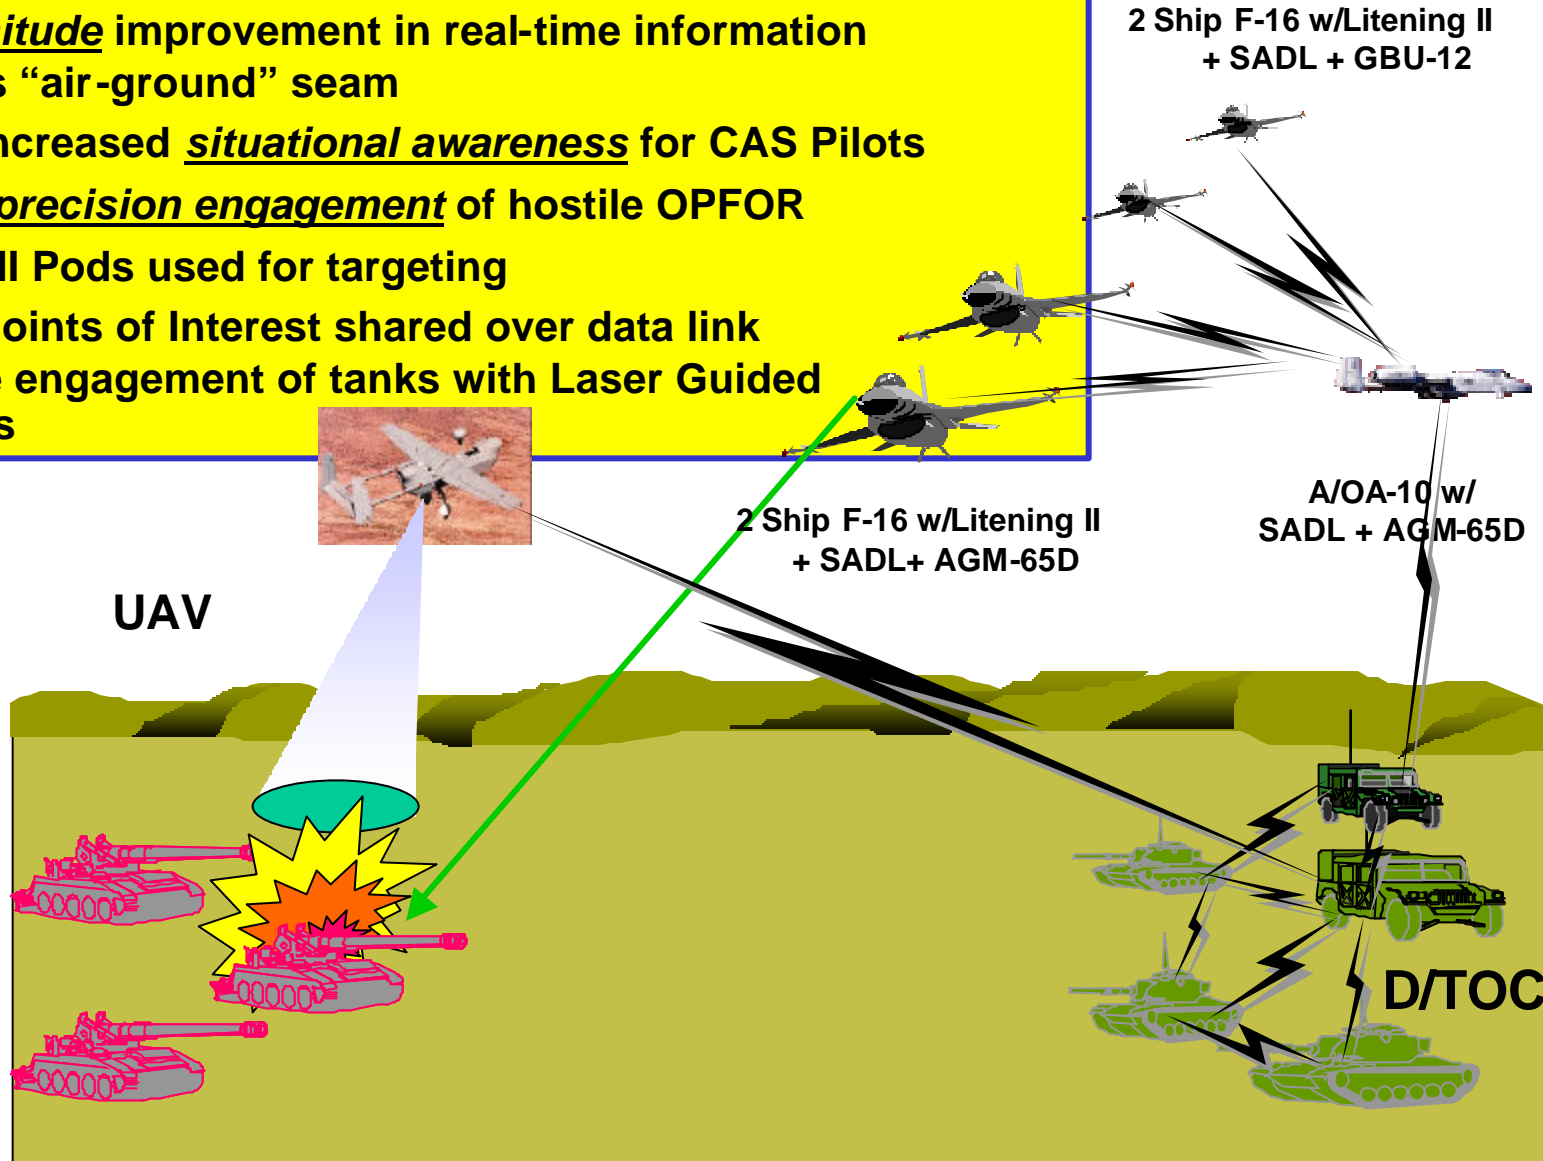 nitude improvement in real-time information
s “air-ground” seam
ncreased situational awareness for CAS Pilots
precision engagement of hostile OPFOR
II Pods used for targeting
oints of Interest shared over data link
e engagement of tanks with Laser Guided
s
2 Ship F-16 w/Litening II
+ SADL + GBU-12
2 Ship F-16 w/Litening II
+ SADL+ AGM-65D
A/OA-10 w/
SADL + AGM-65D
UAV
D/TOC